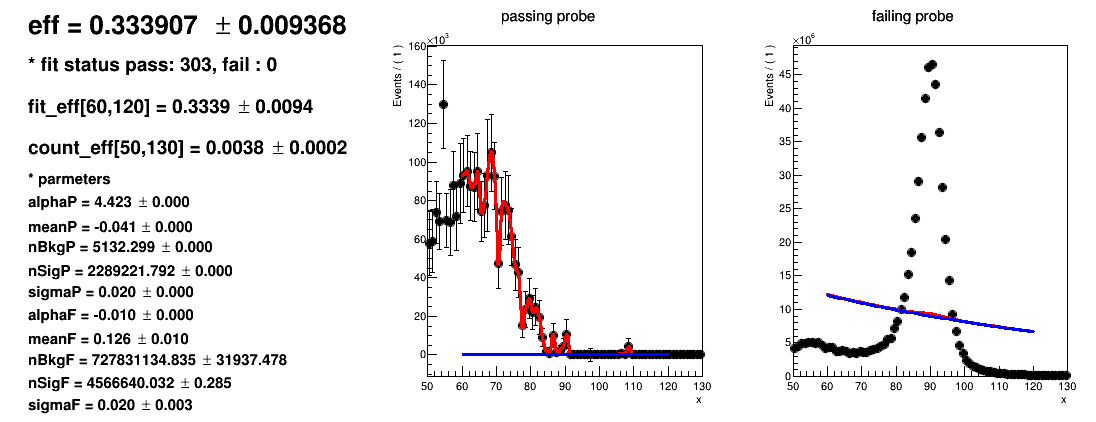 eff = 0.333907 ± 0.009368
* fit status pass: 303, fail : 0
fit_eff[60,120] = 0.3339 ± 0.0094
count_eff[50,130] = 0.0038 ± 0.0002
* parmeters
alphaP = 4.423 ± 0.000
meanP = -0.041 ± 0.000
nBkgP = 5132.299 ± 0.000
nSigP = 2289221.792 ± 0.000
sigmaP = 0.020 ± 0.000
alphaF = -0.010 ± 0.000
meanF = 0.126 ± 0.010
nBkgF = 727831134.835 ± 31937.478
nSigF = 4566640.032 ± 0.285
sigmaF = 0.020 ± 0.003
passing probe
×10³
Events / ( 1 )
160
140
120
100
80
60
40
20
0
50 60 70 80 90 100 110 120 130
x
failing probe
×10⁶
Events / ( 1 )
45
40
35
30
25
20
15
10
5
0
50 60 70 80 90 100 110 120 130
x